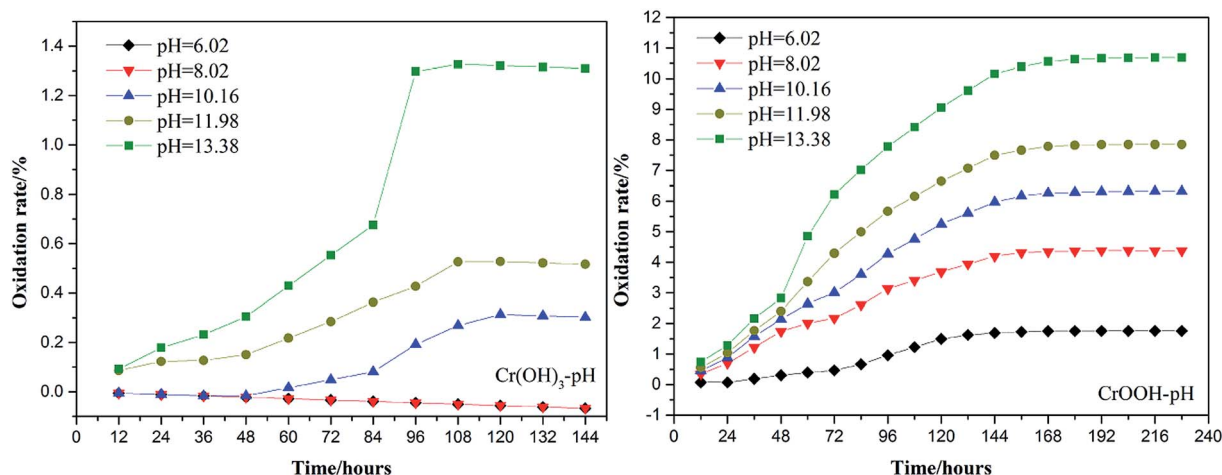 1.4
1.2
1.0
0.8
0.6
0.4
0.2
0.0
Oxidation rate/%
pH=6.02
pH=8.02
pH=10.16
pH=11.98
pH=13.38
Cr(OH)3-pH
12 24 36 48 60 72 84 96 108 120 132 144
Time/hours
12
11
10
9
8
7
6
5
4
3
2
1
0
-1
Oxidation rate/%
pH=6.02
pH=8.02
pH=10.16
pH=11.98
pH=13.38
CrOOH-pH
0 24 48 72 96 120 144 168 192 216 240
Time/hours